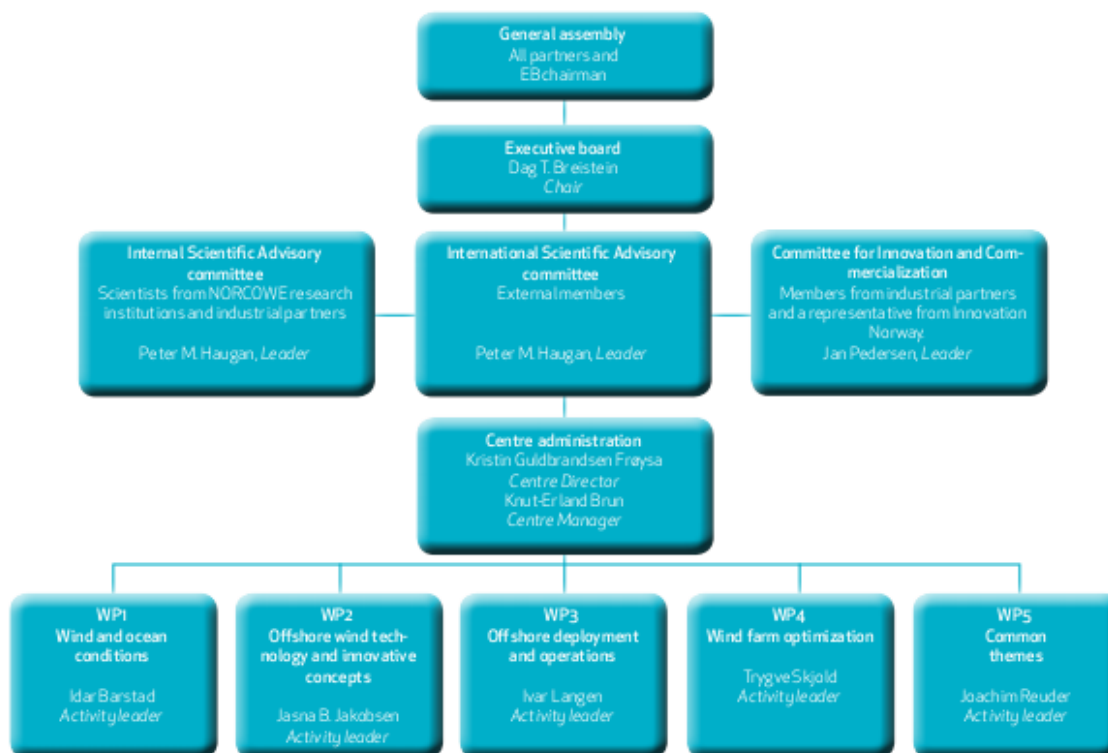 General assembly
All partners and
EB chairman
Executive board
Dag T. Breistein
Chair
Internal Scientific Advisory
committee
Scientists from NORCOWE research
institutions and industrial partners
Peter M. Haugan, Leader
International Scientific Advisory
committee
External members
Peter M. Haugan, Leader
Committee for Innovation and Com-
mercialization
Members from industrial partners
and a representative from Innovation
Norway.
Jan Pedersen, Leader
Centre administration
Kristin Guldbrandsen Frøysa
Centre Director
Knut-Erland Brun
Centre Manager
WP1
Wind and ocean
conditions
Idar Barstad
Activity leader
WP2
Offshore wind tech-
nology and innovative
concepts
Jasna B. Jakobsen
Activity leader
WP3
Offshore deployment
and operations
Ivar Langen
Activity leader
WP4
Wind farm optimization
Trygve Skjold
Activity leader
WP5
Common
themes
Joachim Reuder
Activity leader